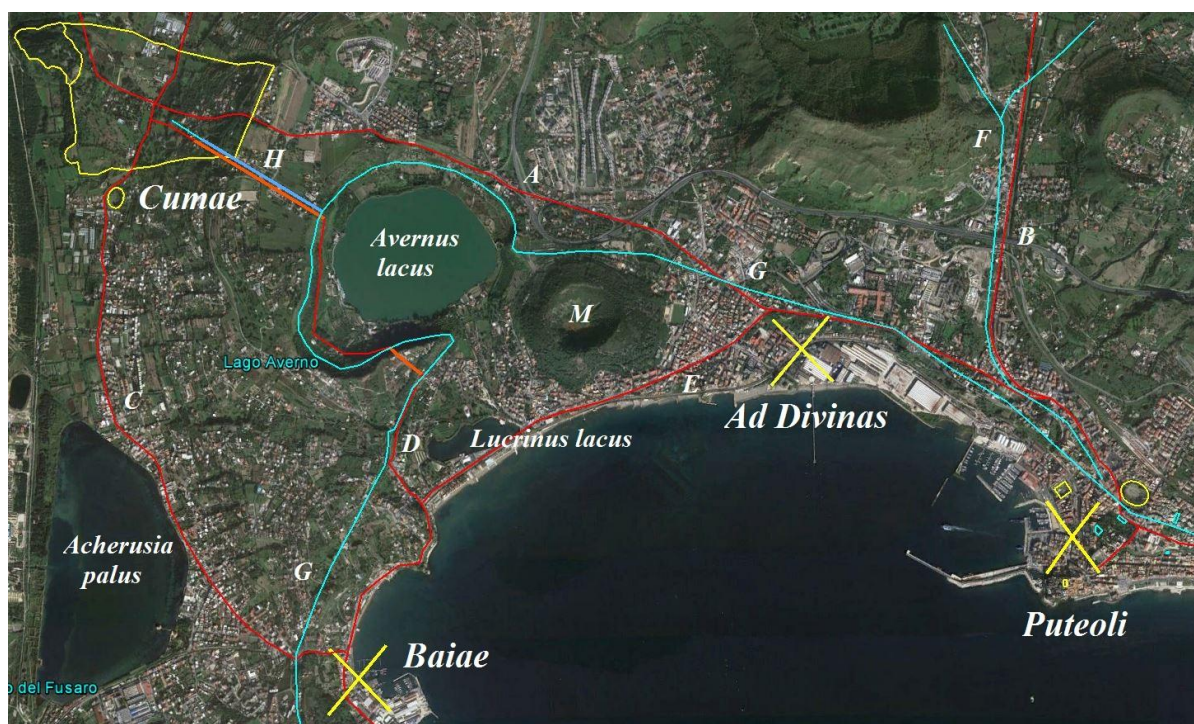 F
A
H
Cumae
Avernus
lacus
B
G
M
Lago Averno
E
C
Ad Divinas
D
Lucrinus lacus
Acherusia
palus
G
Puteoli
Baiae
o del Fusaro